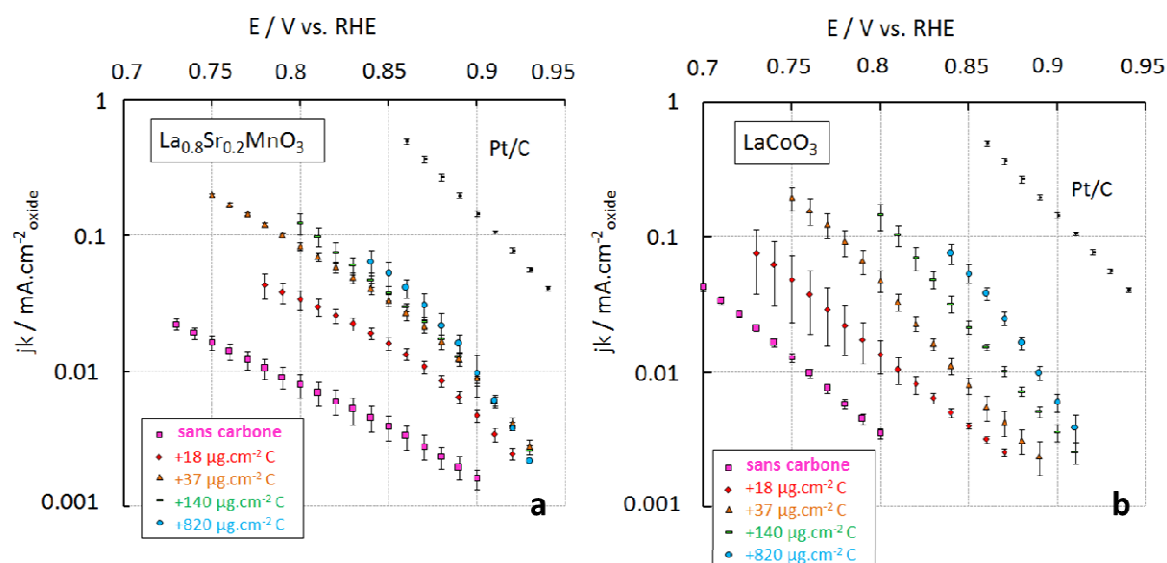 E / V vs. RHE
0.7 0.75 0.8 0.85 0.9 0.95
1
0.1
0.01
0.001
jk / mA.cm-2 oxide
La0.8Sr0.2MnO3
Pt/C
sans carbone
+18 µg.cm-2 C
+37 µg.cm-2 C
+140 µg.cm-2 C
+820 µg.cm-2 C
a
E / V vs. RHE
0.7 0.75 0.8 0.85 0.9 0.95
1
0.1
0.01
0.001
jk / mA.cm-2 oxide
LaCoO3
Pt/C
sans carbone
+18 µg.cm-2 C
+37 µg.cm-2 C
+140 µg.cm-2 C
+820 µg.cm-2 C
b